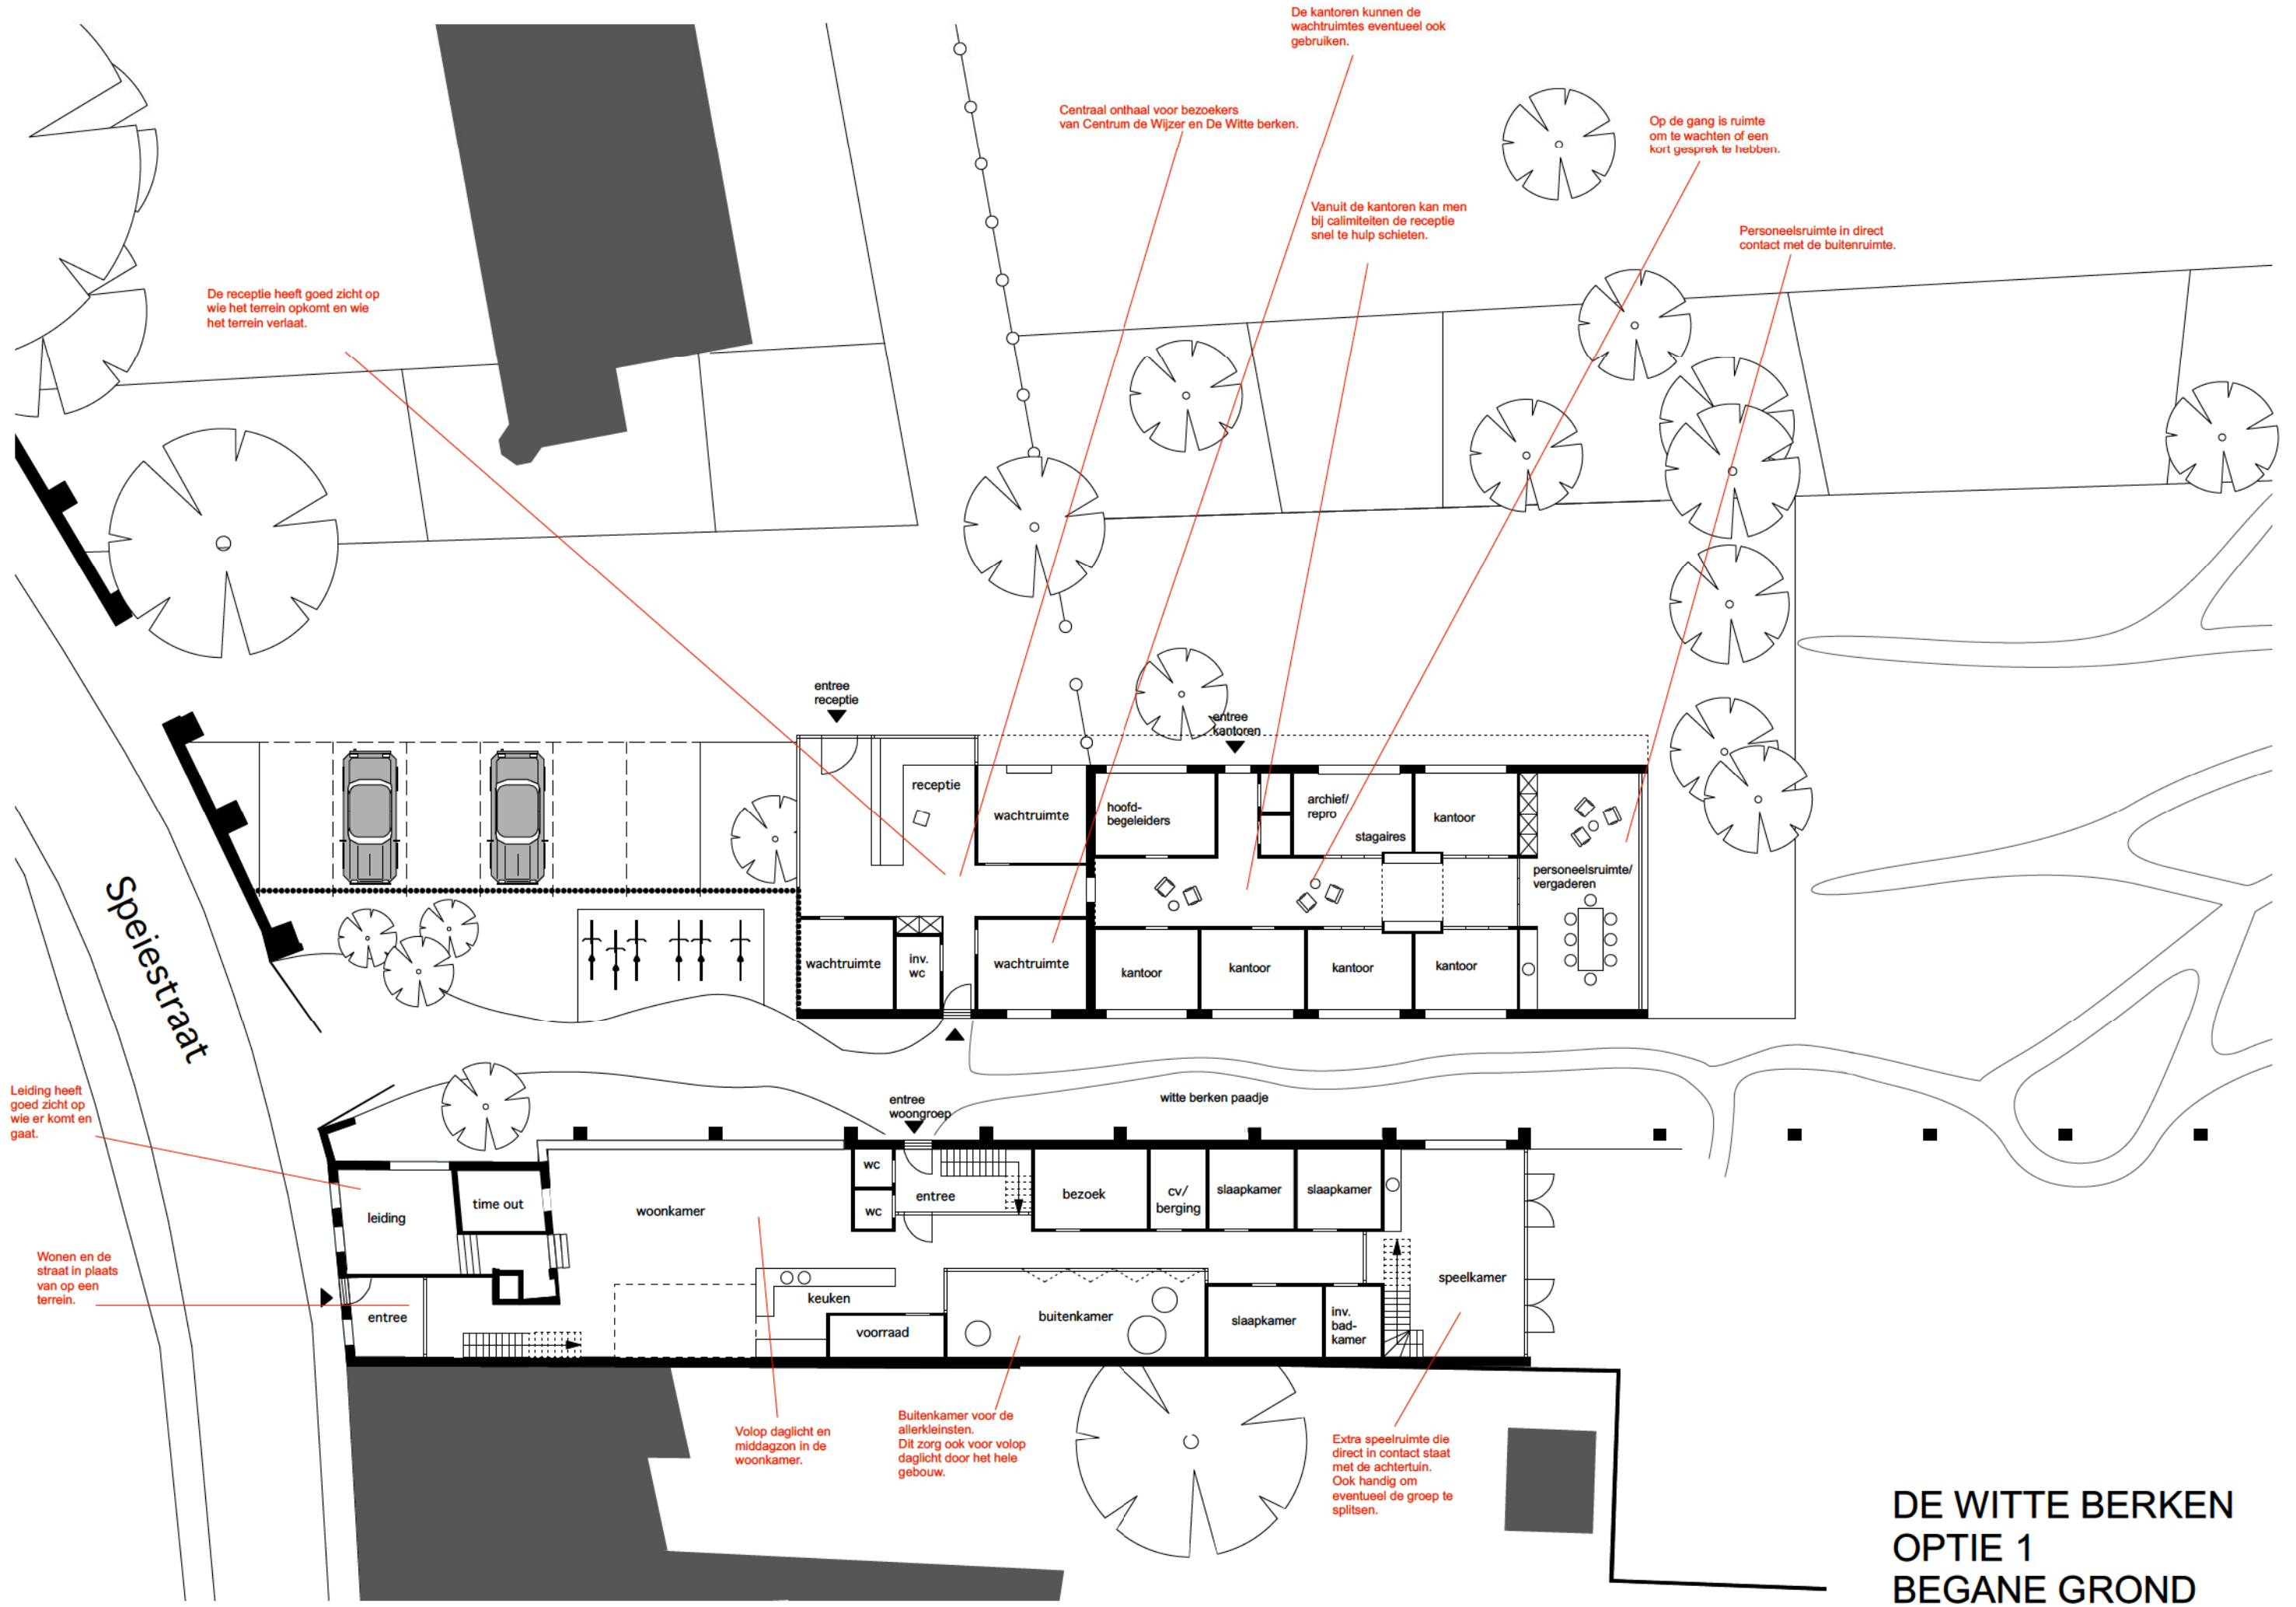 De kantoren kunnen de
wachtruimtes eventueel ook
gebruiken.
Centraal onthaal voor bezoekers
van Centrum de Wijzer en De Witte berken.
Op de gang is ruimte
om te wachten of een
kort gesprek te hebben.
Vanuit de kantoren kan men
bij calimiteiten de receptie
snel te hulp schieten.
Personeelsruimte in direct
contact met de buitenruimte.
De receptie heeft goed zicht op
wie het terrein opkomt en wie
het terrein verlaat.
entree
receptie
entree
kantoren
receptie
wachtruimte
hoofd-
begeleiders
archief/
repro
stagaires
kantoor
personeelsruimte/
vergaderen
wachtruimte
inv.
wc
wachtruimte
kantoor
kantoor
kantoor
kantoor
Speiestraat
Leiding heeft
goed zicht op
wie er komt en
gaat.
entree
woongroep
witte berken paadje
leiding
time out
woonkamer
wc
wc
entree
bezoek
cv/
berging
slaapkamer
slaapkamer
Wonen en de
straat in plaats
van op een
terrein.
entree
keuken
voorraad
buitenkamer
slaapkamer
inv.
bad-
kamer
speelkamer
Volop daglicht en
middagzon in de
woonkamer.
Buitenkamer voor de
allerkleinsten.
Dit zorg ook voor volop
daglicht door het hele
gebouw.
Extra speelruimte die
direct in contact staat
met de achtertuin.
Ook handig om
eventueel de groep te
splitsen.
DE WITTE BERKEN
OPTIE 1
BEGANE GROND